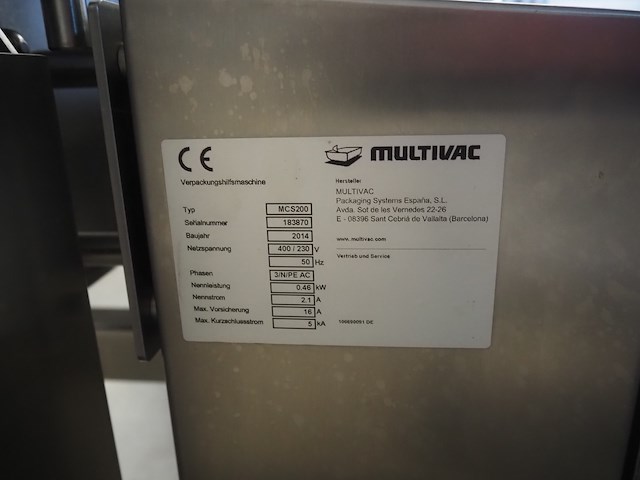 CE
MULTIVAC
Verpackungshilfsmaschine
Typ MCS200
Serialnummer 183870
Baujahr 2014
Netzspannung 400 / 230 V
50 Hz
Phasen 3/N/PE AC
Nennleistung 0.46 kW
Nennstrom 2.1 A
Max. Vorsicherung 16 A
Max. Kurzschlusstrom 5 kA
Hersteller
MULTIVAC
Packaging Systems España, S.L.
Avda. Sot de les Vernedes 22-26
E - 08396 Sant Cebrià de Vallalta (Barcelona)
www.multivac.com
Vertrieb und Service